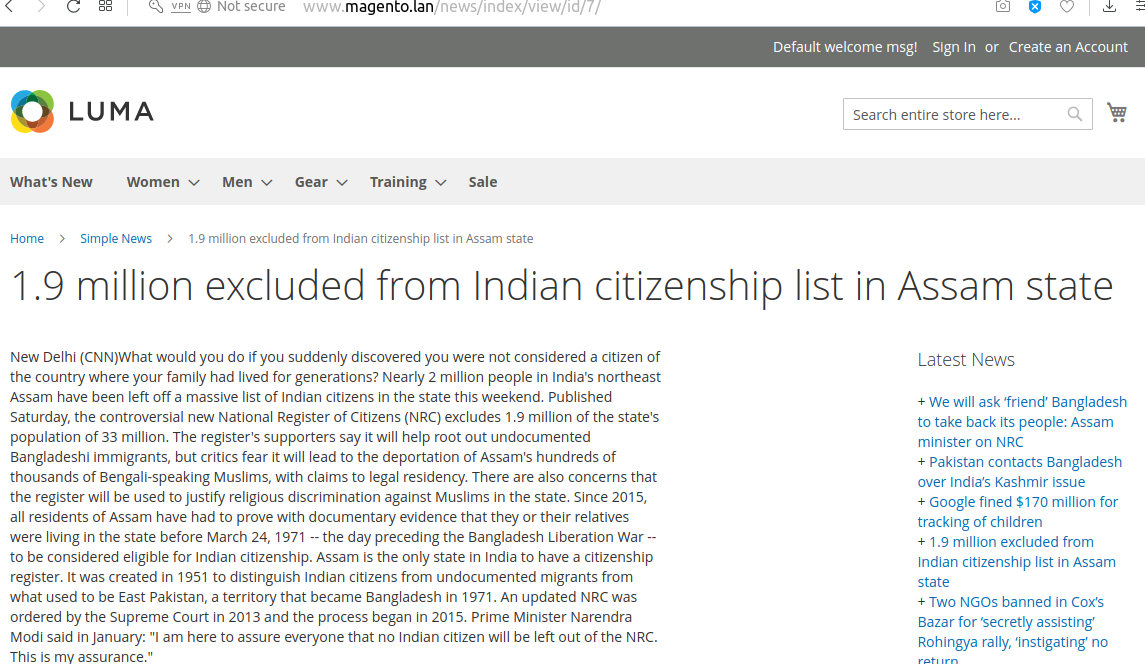 VPN Not secure www.magento.lan/news/index/view/id/7/
Default welcome msg! Sign In or Create an Account
LUMA
Search entire store here...
What's New Women Men Gear Training Sale
Home > Simple News > 1.9 million excluded from Indian citizenship list in Assam state
1.9 million excluded from Indian citizenship list in Assam state
New Delhi (CNN)What would you do if you suddenly discovered you were not considered a citizen of
the country where your family had lived for generations? Nearly 2 million people in India's northeast
Assam have been left off a massive list of Indian citizens in the state this weekend. Published
Saturday, the controversial new National Register of Citizens (NRC) excludes 1.9 million of the state's
population of 33 million. The register's supporters say it will help root out undocumented
Bangladeshi immigrants, but critics fear it will lead to the deportation of Assam's hundreds of
thousands of Bengali-speaking Muslims, with claims to legal residency. There are also concerns that
the register will be used to justify religious discrimination against Muslims in the state. Since 2015,
all residents of Assam have had to prove with documentary evidence that they or their relatives
were living in the state before March 24, 1971 -- the day preceding the Bangladesh Liberation War --
to be considered eligible for Indian citizenship. Assam is the only state in India to have a citizenship
register. It was created in 1951 to distinguish Indian citizens from undocumented migrants from
what used to be East Pakistan, a territory that became Bangladesh in 1971. An updated NRC was
ordered by the Supreme Court in 2013 and the process began in 2015. Prime Minister Narendra
Modi said in January: "I am here to assure everyone that no Indian citizen will be left out of the NRC.
This is my assurance."
Latest News
+ We will ask ‘friend’ Bangladesh
to take back its people: Assam
minister on NRC
+ Pakistan contacts Bangladesh
over India’s Kashmir issue
+ Google fined $170 million for
tracking of children
+ 1.9 million excluded from
Indian citizenship list in Assam
state
+ Two NGOs banned in Cox’s
Bazar for ‘secretly assisting’
Rohingya rally, ‘instigating’ no
return